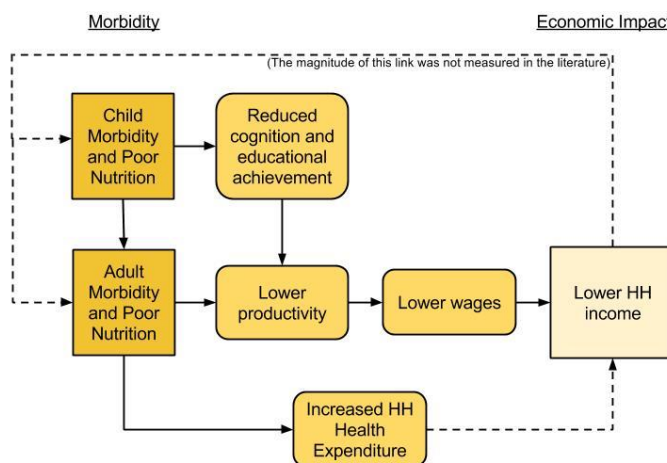 Morbidity
Economic Impact
(The magnitude of this link was not measured in the literature)
Child
Morbidity
and Poor
Nutrition
Reduced
cognition and
educational
achievement
Adult
Morbidity
and Poor
Nutrition
Lower
productivity
Lower wages
Lower HH
income
Increased HH
Health
Expenditure